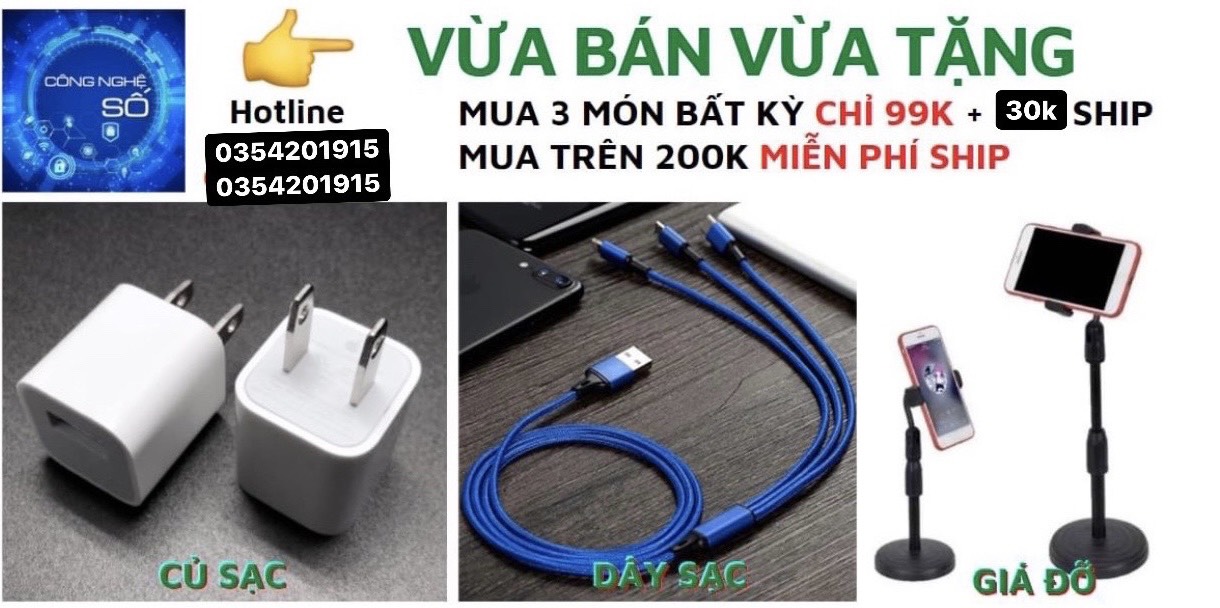 CÔNG NGHỆ
SỐ
Hotline
0354201915
0354201915
VỪA BÁN VỪA TẶNG
MUA 3 MÓN BẤT KỲ CHỈ 99K + 30k SHIP
MUA TRÊN 200K MIỄN PHÍ SHIP
CỦ SẠC
DÂY SẠC
GIÁ ĐỠ